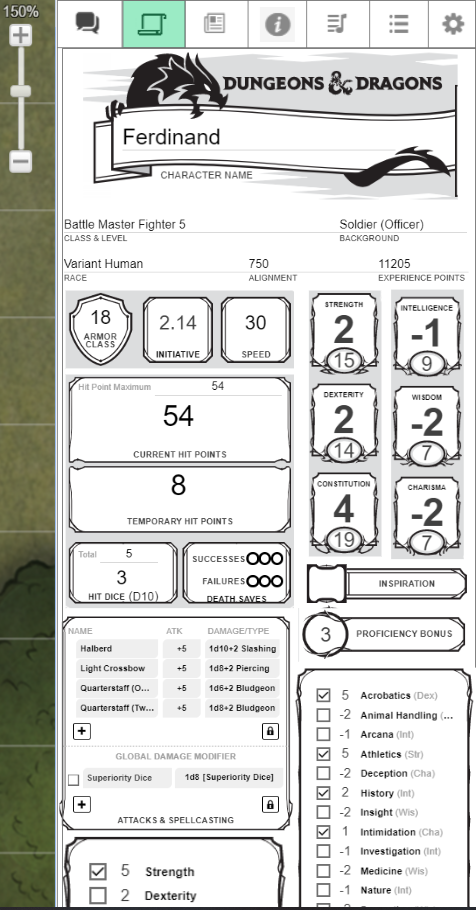 150%
DUNGEONS & DRAGONS
Ferdinand
CHARACTER NAME
Battle Master Fighter 5 Soldier (Officer)
CLASS & LEVEL BACKGROUND
Variant Human 750 11205
RACE ALIGNMENT EXPERIENCE POINTS
18 ARMOR CLASS
2.14 INITIATIVE
30 SPEED
STRENGTH 2 15
INTELLIGENCE -1 9
DEXTERITY 2 14
WISDOM -2 7
CONSTITUTION 4 19
CHARISMA -2 7
Hit Point Maximum 54
54
CURRENT HIT POINTS
8
TEMPORARY HIT POINTS
Total 5
3
HIT DICE (D10)
SUCCESSES
FAILURES
DEATH SAVES
INSPIRATION
3 PROFICIENCY BONUS
NAME ATK DAMAGE/TYPE
Halberd +5 1d10+2 Slashing
Light Crossbow +5 1d8+2 Piercing
Quarterstaff (O... +5 1d6+2 Bludgeon
Quarterstaff (Tw... +5 1d8+2 Bludgeon
GLOBAL DAMAGE MODIFIER
Superiority Dice 1d8 [Superiority Dice]
ATTACKS & SPELLCASTING
5 Strength
2 Dexterity
5 Acrobatics (Dex)
-2 Animal Handling (...
-1 Arcana (Int)
5 Athletics (Str)
-2 Deception (Cha)
2 History (Int)
-2 Insight (Wis)
1 Intimidation (Cha)
-1 Investigation (Int)
-2 Medicine (Wis)
-1 Nature (Int)